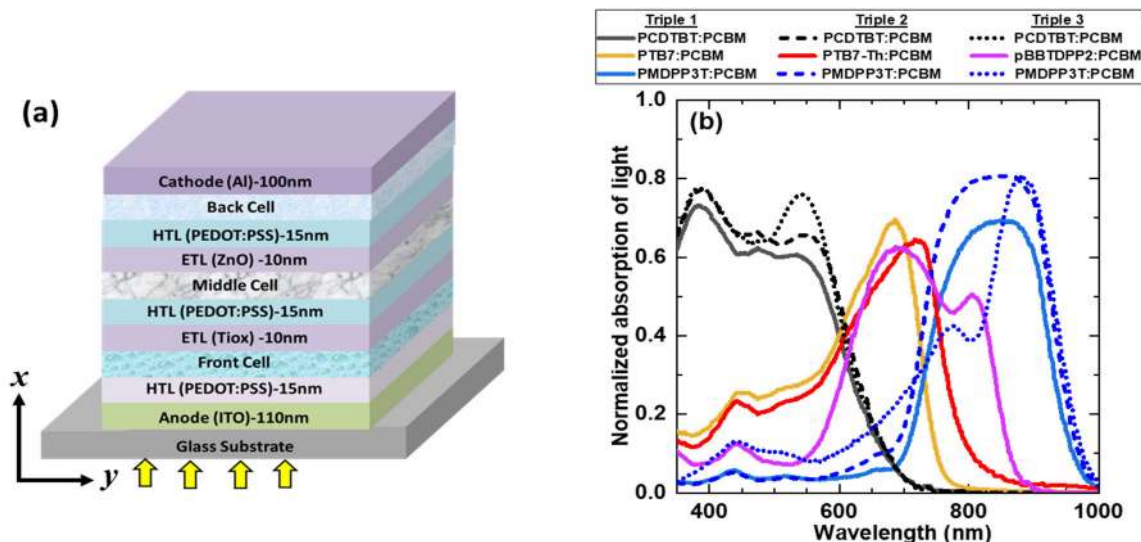 (a)
Cathode (Al)-100nm
Back Cell
HTL (PEDOT:PSS)-15nm
ETL (ZnO) -10nm
Middle Cell
HTL (PEDOT:PSS)-15nm
ETL (Tiox) -10nm
Front Cell
HTL (PEDOT:PSS)-15nm
Anode (ITO)-110nm
Glass Substrate
x
y
Triple 1 Triple 2 Triple 3
PCDTBT:PCBM PCDTBT:PCBM PCDTBT:PCBM
PTB7:PCBM PTB7-Th:PCBM pBBTDPP2:PCBM
PMDPP3T:PCBM PMDPP3T:PCBM PMDPP3T:PCBM
(b)
Normalized absorption of light
1.0
0.8
0.6
0.4
0.2
0.0
400 600 800 1000
Wavelength (nm)